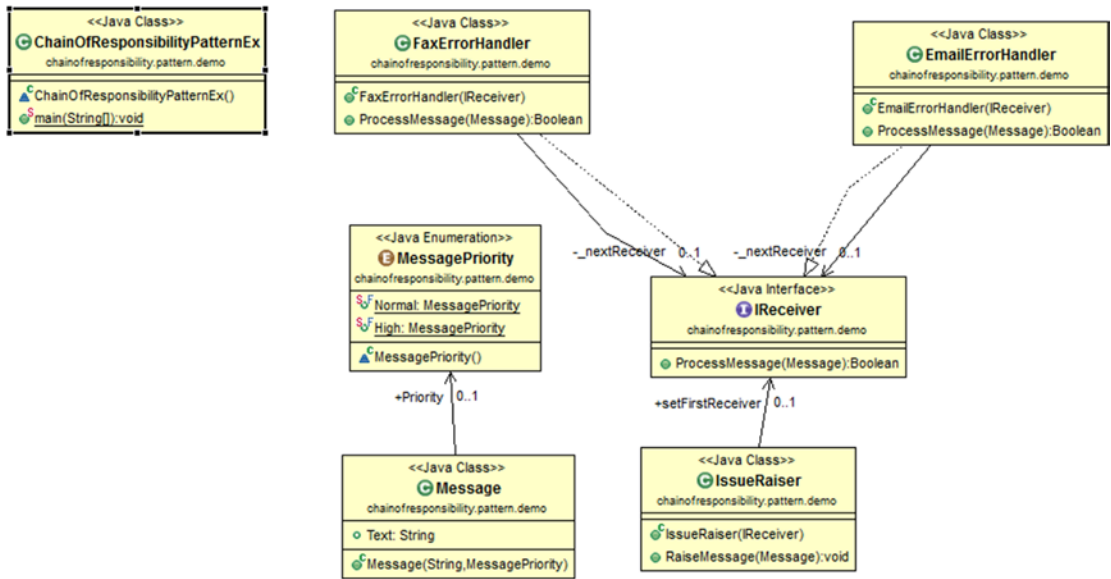 <<Java Class>>
ChainOfResponsibilityPatternEx
chainofresponsibility.pattern.demo
ChainOfResponsibilityPatternEx()
main(String[]):void
<<Java Class>>
FaxErrorHandler
chainofresponsibility.pattern.demo
FaxErrorHandler(IReceiver)
ProcessMessage(Message):Boolean
<<Java Class>>
EmailErrorHandler
chainofresponsibility.pattern.demo
EmailErrorHandler(IReceiver)
ProcessMessage(Message):Boolean
-_nextReceiver 0..1
-_nextReceiver 0..1
<<Java Enumeration>>
MessagePriority
chainofresponsibility.pattern.demo
Normal: MessagePriority
High: MessagePriority
MessagePriority()
<<Java Interface>>
IReceiver
chainofresponsibility.pattern.demo
ProcessMessage(Message):Boolean
+Priority 0..1
+setFirstReceiver 0..1
<<Java Class>>
Message
chainofresponsibility.pattern.demo
Text: String
Message(String,MessagePriority)
<<Java Class>>
IssueRaiser
chainofresponsibility.pattern.demo
IssueRaiser(IReceiver)
RaiseMessage(Message):void